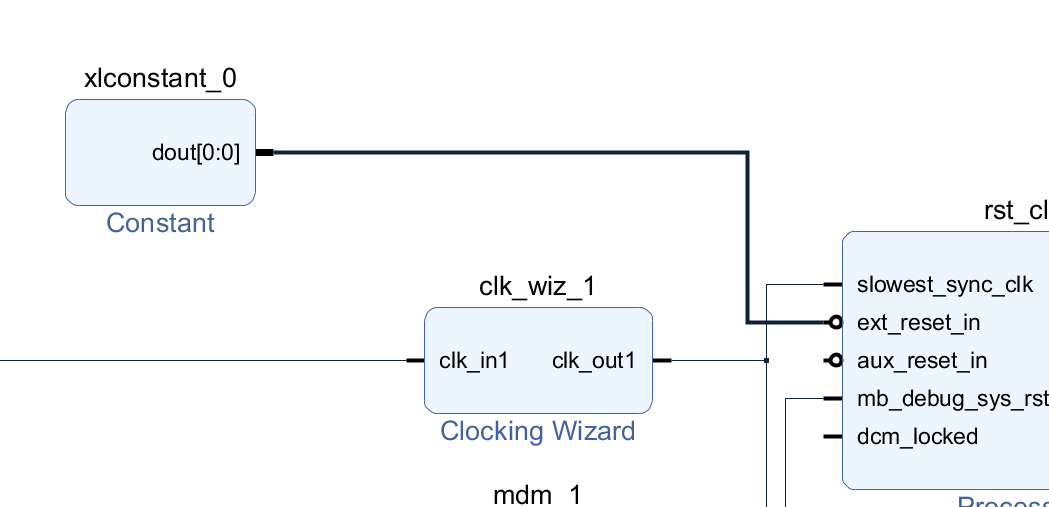 xlconstant_0
dout[0:0]
Constant
rst_cl
clk_wiz_1
slowest_sync_clk
ext_reset_in
clk_in1 clk_out1
aux_reset_in
mb_debug_sys_rst
Clocking Wizard
dcm_locked
mdm_1
Process